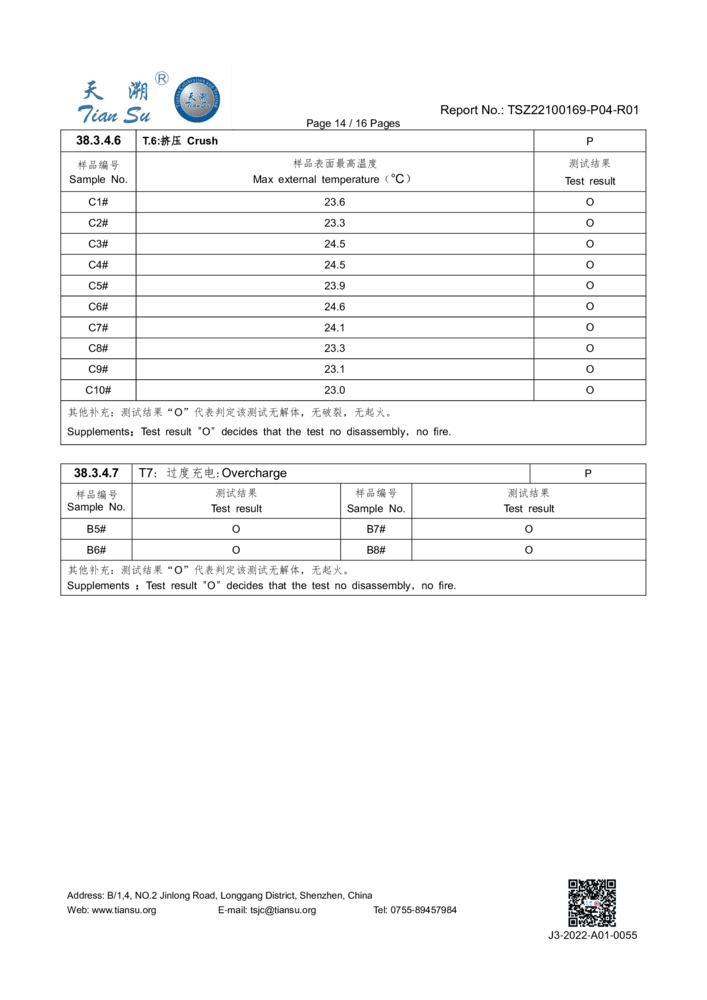 天 溯 ®
Tian Su
Report No.: TSZ22100169-P04-R01
Page 14 / 16 Pages
38.3.4.6 T.6:挤压 Crush P
样品编号 样品表面最高温度 测试结果
Sample No. Max external temperature（℃） Test result
C1# 23.6 O
C2# 23.3 O
C3# 24.5 O
C4# 24.5 O
C5# 23.9 O
C6# 24.6 O
C7# 24.1 O
C8# 23.3 O
C9# 23.1 O
C10# 23.0 O
其他补充：测试结果“O”代表判定该测试无解体，无破裂，无起火。
Supplements：Test result "O" decides that the test no disassembly，no fire.
38.3.4.7 T7：过度充电:Overcharge P
样品编号 测试结果 样品编号 测试结果
Sample No. Test result Sample No. Test result
B5# O B7# O
B6# O B8# O
其他补充：测试结果“O”代表判定该测试无解体，无起火。
Supplements ：Test result "O" decides that the test no disassembly，no fire.
Address: B/1,4, NO.2 Jinlong Road, Longgang District, Shenzhen, China
Web: www.tiansu.org E-mail: tsjc@tiansu.org Tel: 0755-89457984
J3-2022-A01-0055